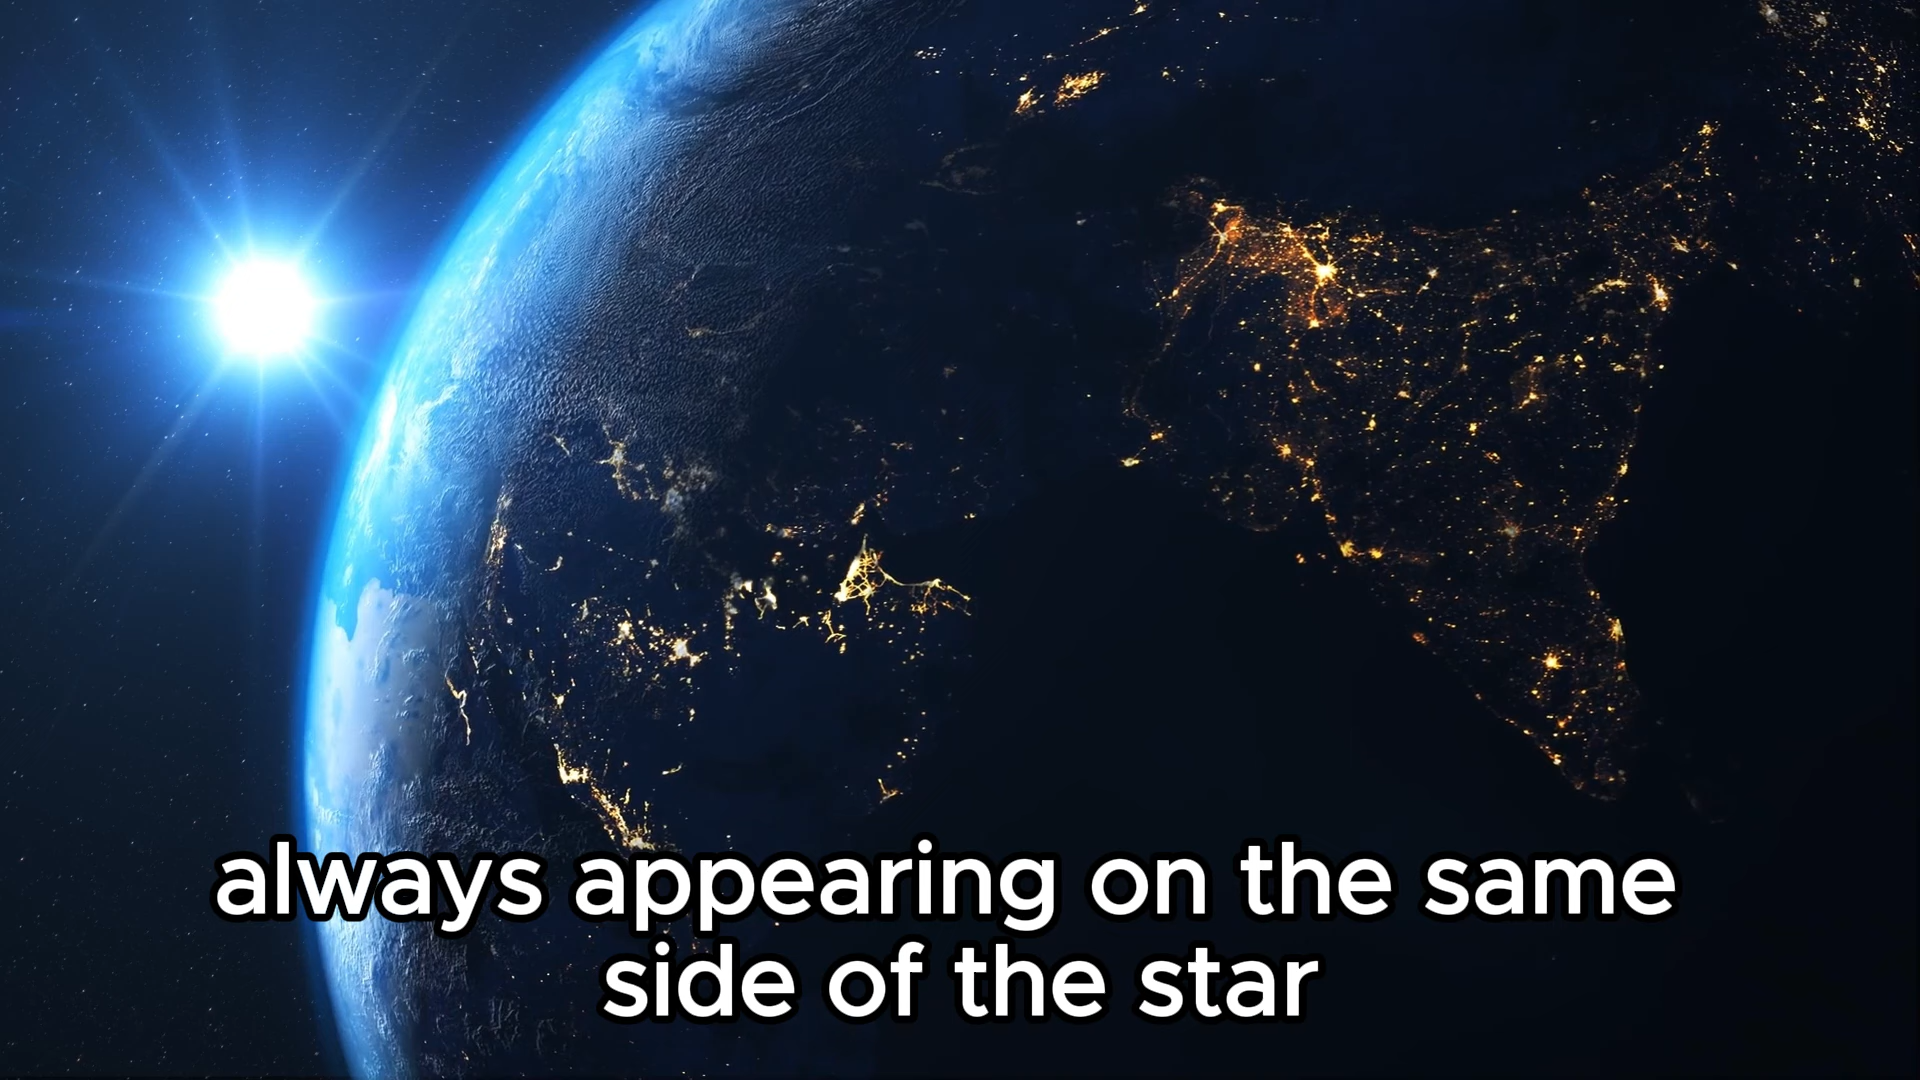 always appearing on the same
side of the star